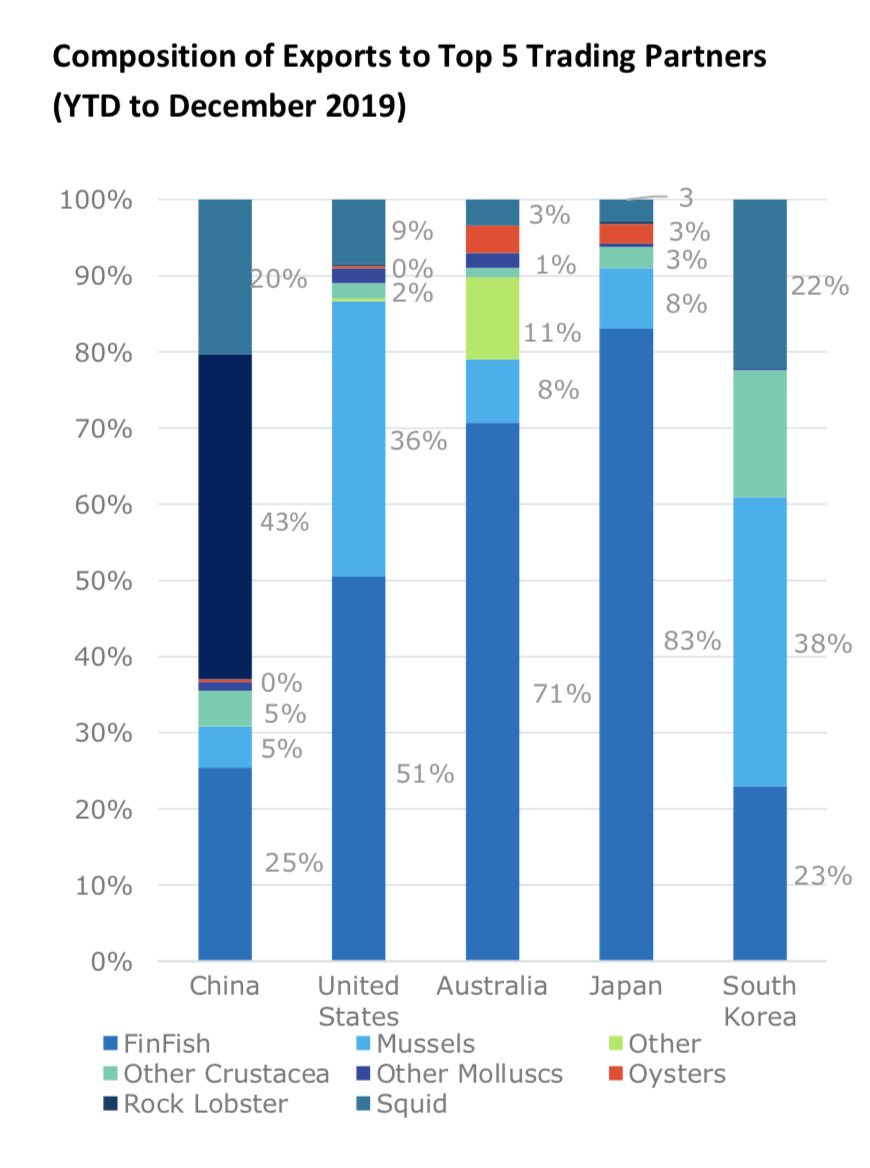 Composition of Exports to Top 5 Trading Partners
(YTD to December 2019)
100%
90%
80%
70%
60%
50%
40%
30%
20%
10%
0%
20%
43%
0%
5%
5%
25%
9%
0%
2%
36%
51%
3%
1%
11%
8%
71%
3
3%
3%
8%
83%
22%
38%
23%
China
United
States
Australia
Japan
South
Korea
FinFish
Mussels
Other
Other Crustacea
Other Molluscs
Oysters
Rock Lobster
Squid